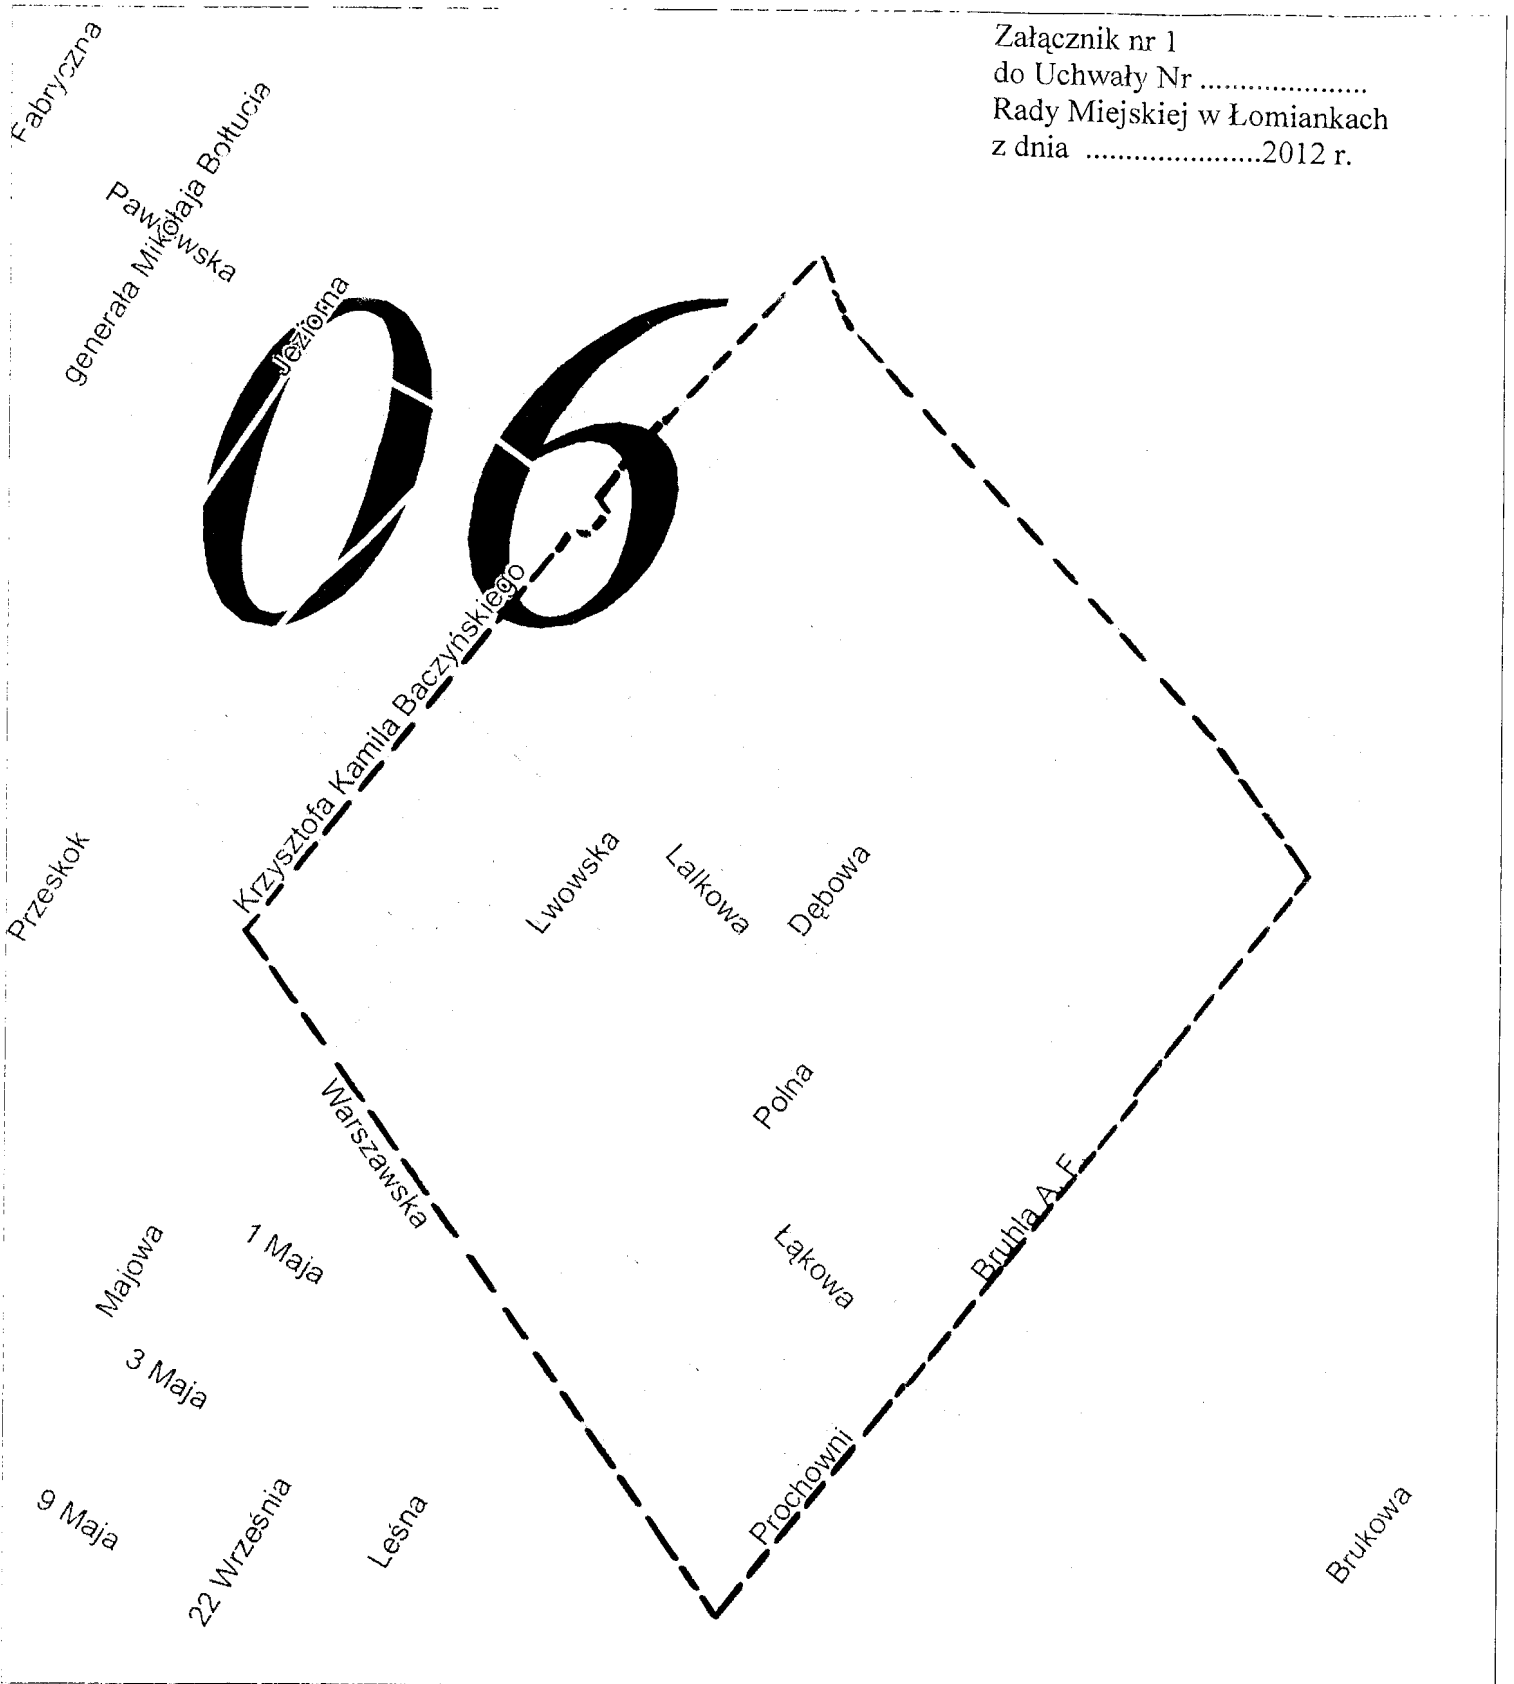 Załącznik nr 1
do Uchwały Nr .....................
Rady Miejskiej w Łomiankach
z dnia ......................2012 r.
Fabryczna
generała Mikołaja Bołtucia
Pawłowska
Jeziorna
06
Krzysztofa Kamila Baczyńskiego
Przeskok
Lwowska
Lalkowa
Dębowa
Warszawska
Polna
Bruhla A. F.
Łąkowa
Majowa
1 Maja
3 Maja
Prochowni
9 Maja
22 Września
Leśna
Brukowa